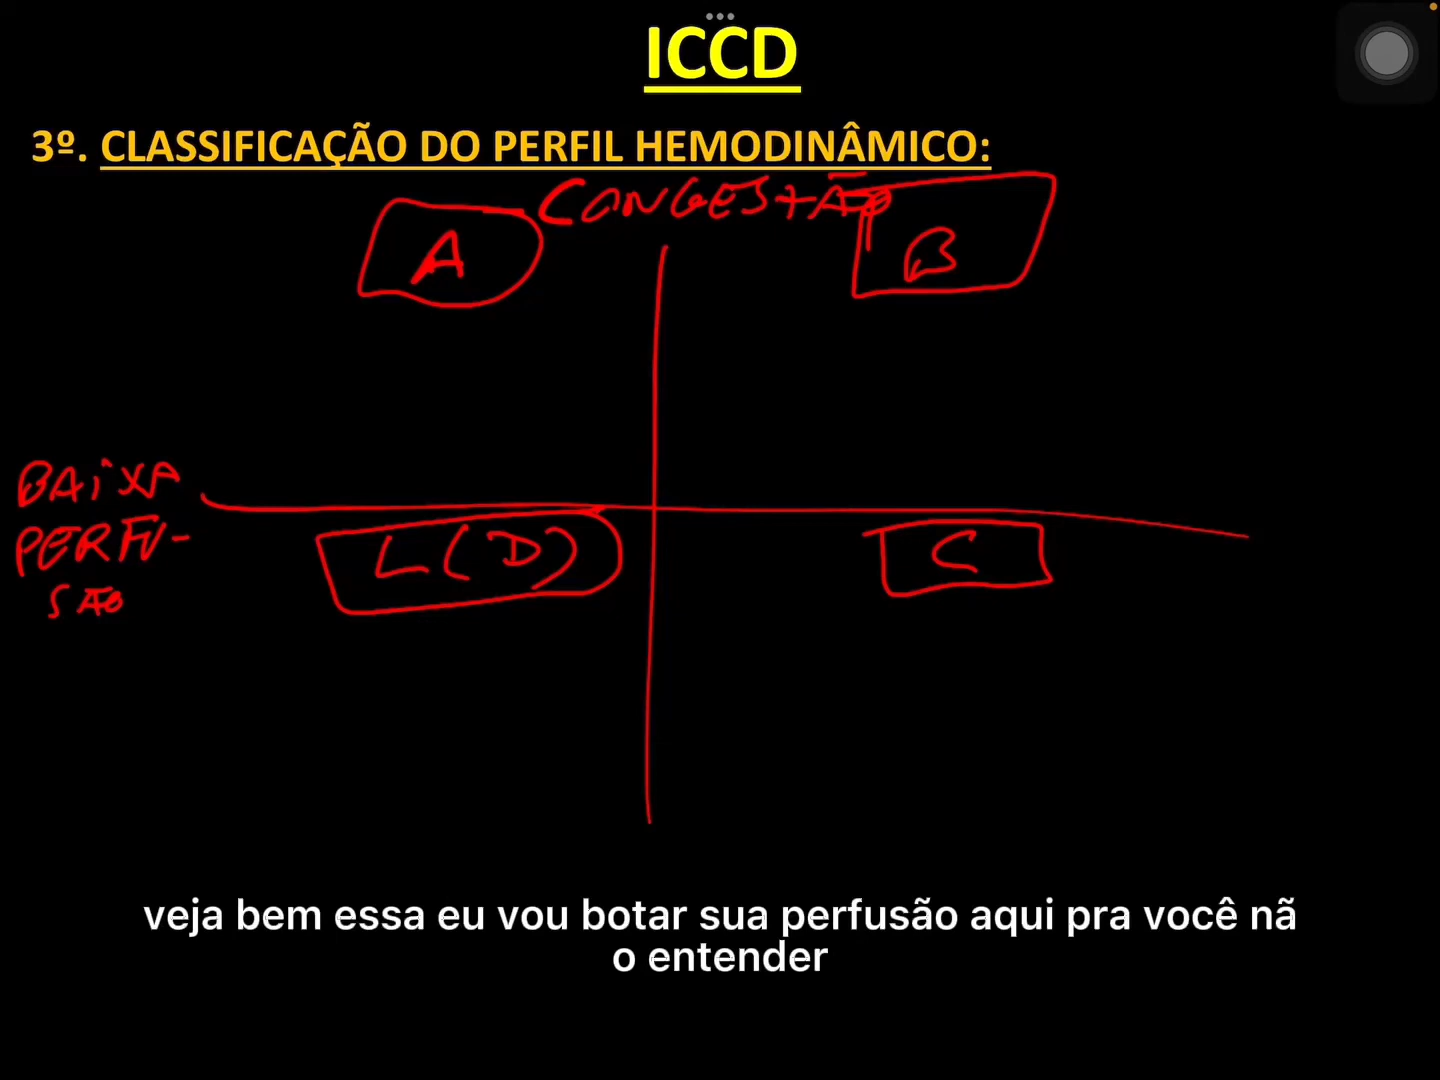 ICCD
3º. CLASSIFICAÇÃO DO PERFIL HEMODINÂMICO:
CONGESTÃO
A
B
BAIXA
PERFU-
SÃO
L (D)
C
veja bem essa eu vou botar sua perfusão aqui pra você nã
o entender